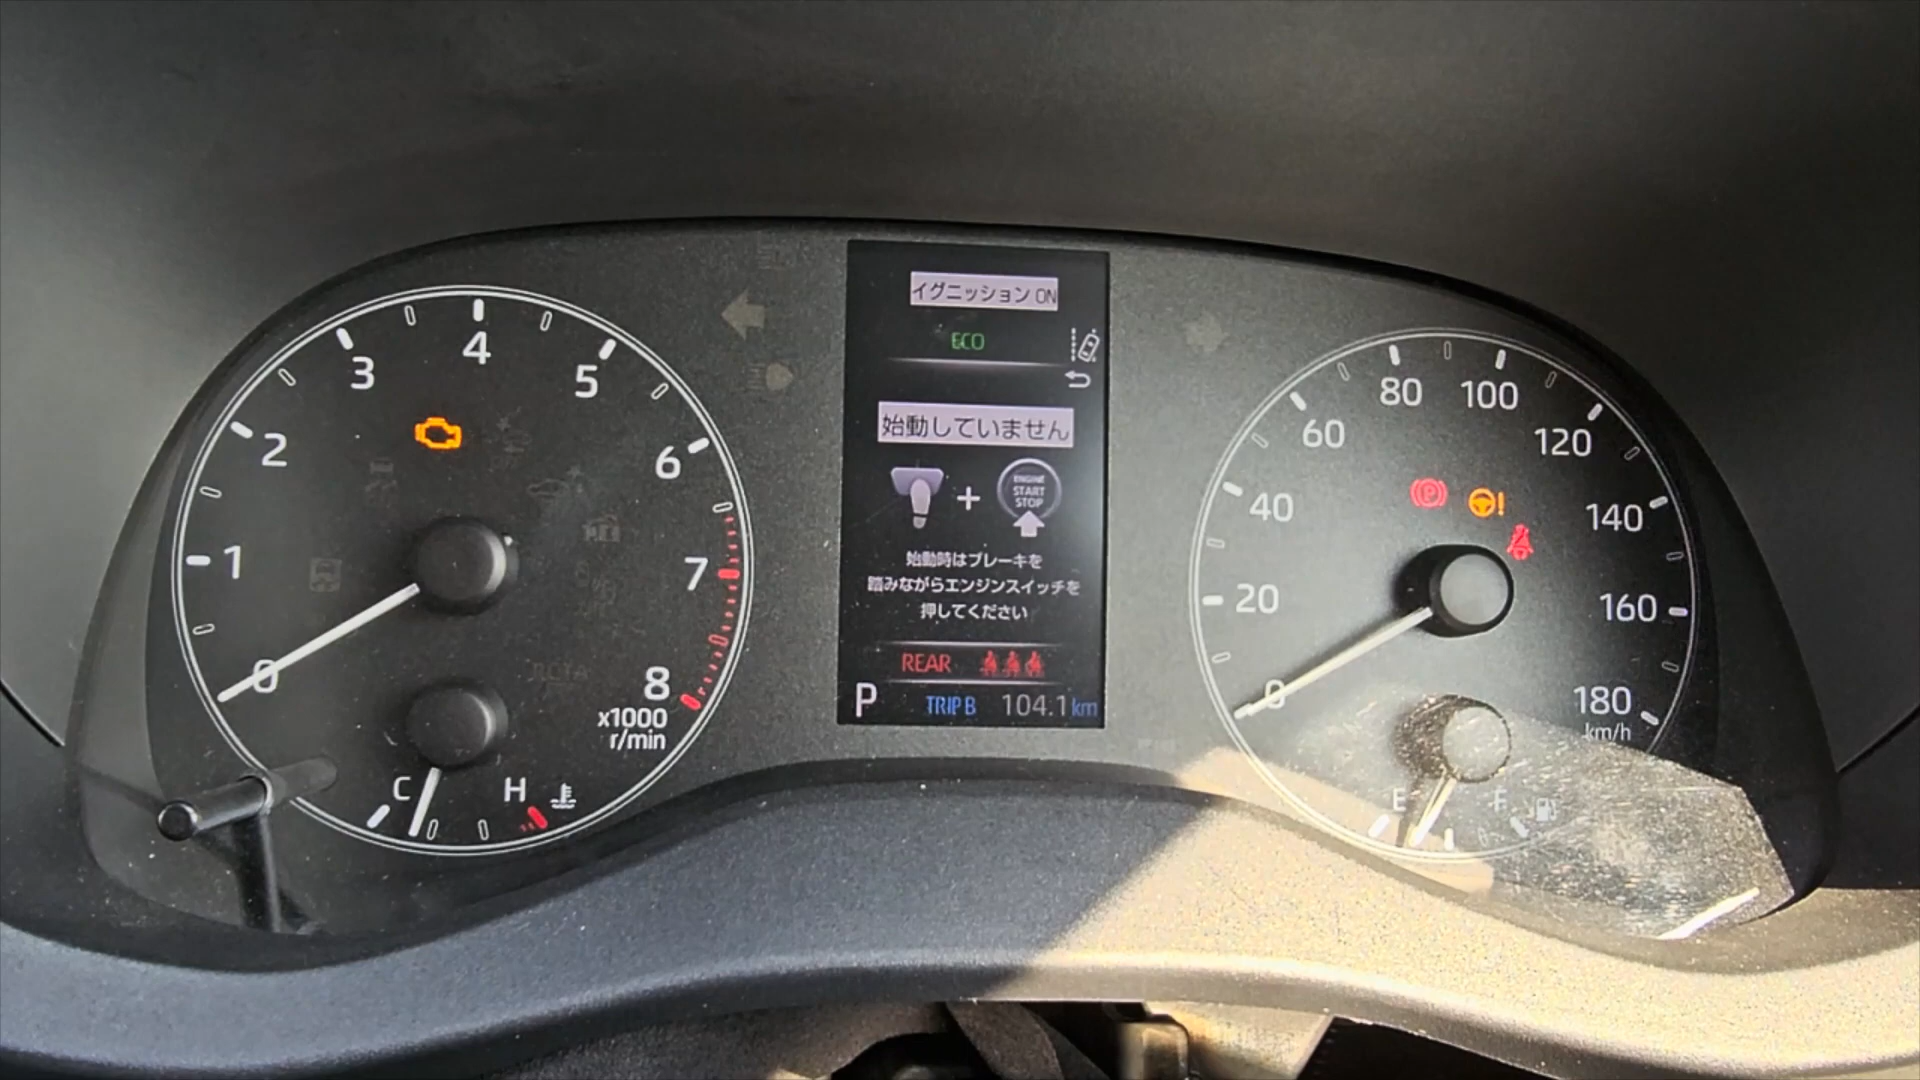 イグニッション ON
ECO
始動していません
ENGINE
START
STOP
+
始動時はブレーキを
踏みながらエンジンスイッチを
押してください
REAR
P
TRIP B 104.1 km
0
1
2
3
4
5
6
7
8
x1000
r/min
C
H
RCTA
0
20
40
60
80
100
120
140
160
180
km/h
P
!
E
F